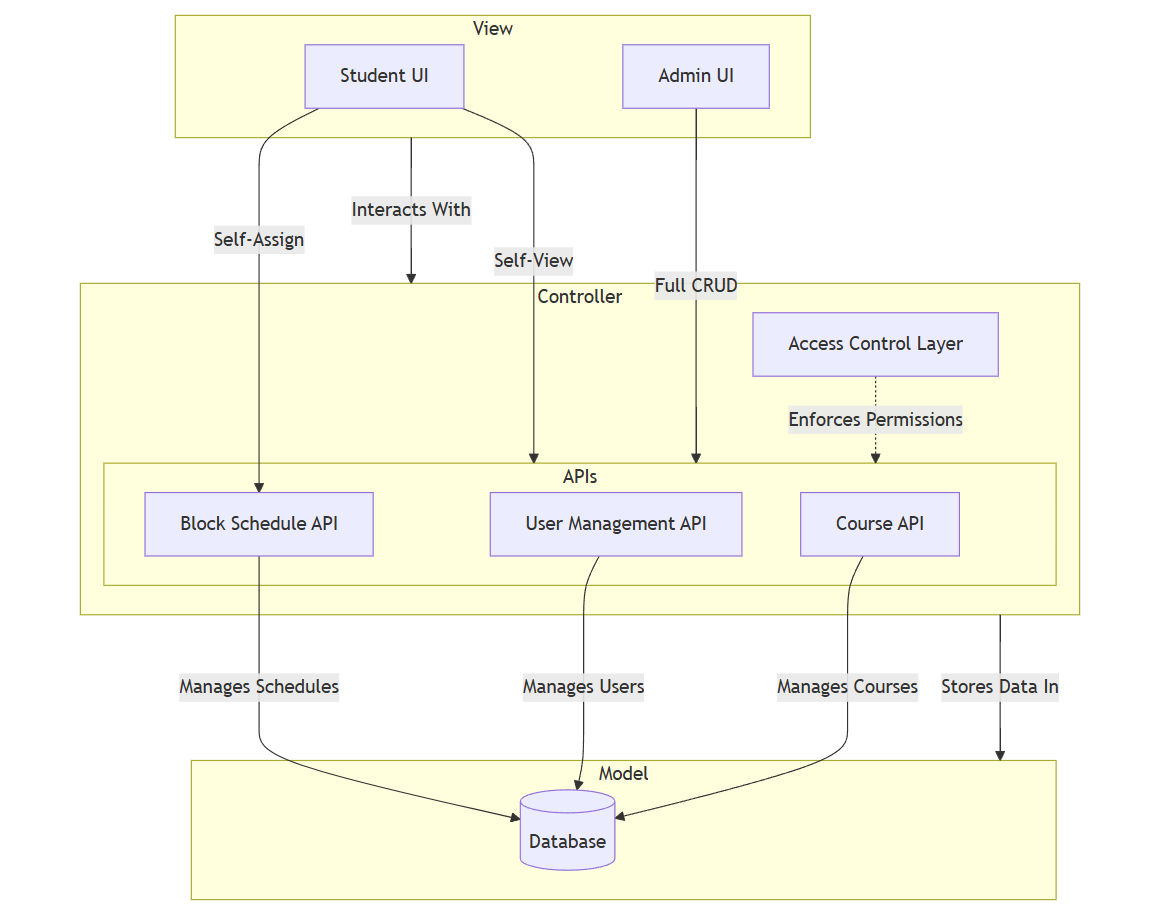 View
Student UI
Admin UI
Interacts With
Self-Assign
Self-View
Full CRUD
Controller
Access Control Layer
Enforces Permissions
APIs
Block Schedule API
User Management API
Course API
Manages Schedules
Manages Users
Manages Courses
Stores Data In
Model
Database